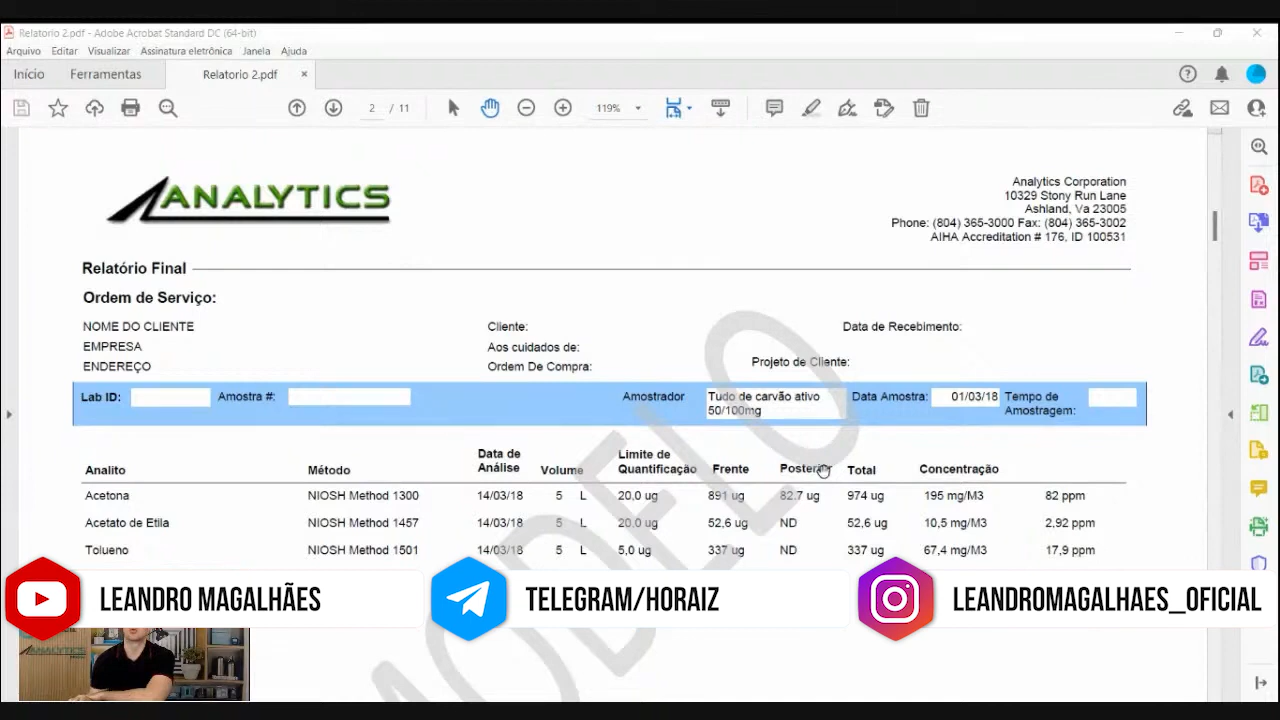 Relatorio 2.pdf - Adobe Acrobat Standard DC (64-bit)
Arquivo Editar Visualizar Assinatura eletrônica Janela Ajuda
Início Ferramentas Relatorio 2.pdf ×
2 / 11 119%
ANALYTICS
Analytics Corporation
10329 Stony Run Lane
Ashland, Va 23005
Phone: (804) 365-3000 Fax: (804) 365-3002
AIHA Accreditation # 176, ID 100531
Relatório Final
Ordem de Serviço:
NOME DO CLIENTE Cliente: Data de Recebimento:
EMPRESA Aos cuidados de:
Projeto de Cliente:
ENDEREÇO Ordem De Compra:
Lab ID: Amostra #: Amostrador Tudo de carvão ativo Data Amostra: 01/03/18 Tempo de
50/100mg Amostragem:
Analito Método Data de Análise Volume Limite de Quantificação Frente Posterior Total Concentração
Acetona NIOSH Method 1300 14/03/18 5 L 20,0 ug 891 ug 82.7 ug 974 ug 195 mg/M3 82 ppm
Acetato de Etila NIOSH Method 1457 14/03/18 5 L 20,0 ug 52,6 ug ND 52,6 ug 10,5 mg/M3 2,92 ppm
Tolueno NIOSH Method 1501 14/03/18 5 L 5,0 ug 337 ug ND 337 ug 67,4 mg/M3 17,9 ppm
MODELO
LEANDRO MAGALHÃES TELEGRAM/HORAIZ LEANDROMAGALHAES_OFICIAL
ANALYTICS